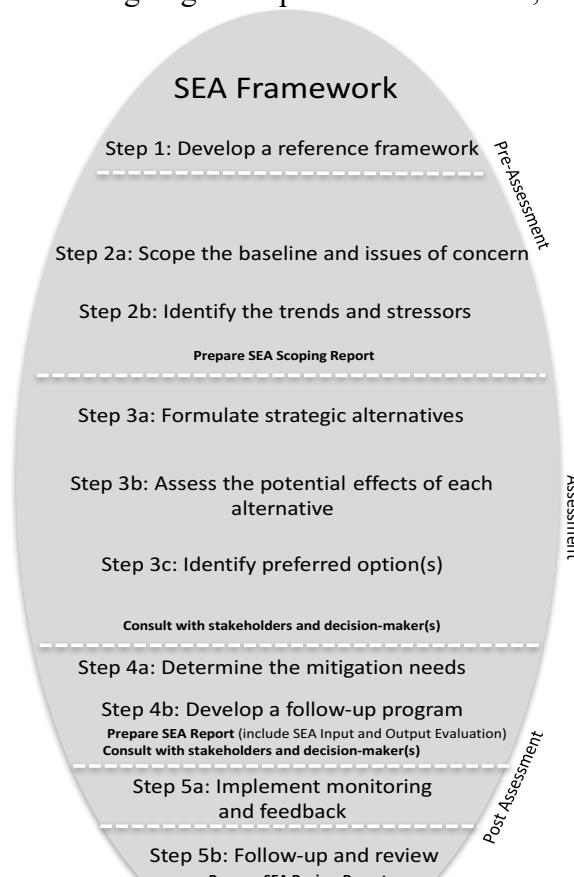 SEA Framework
Step 1: Develop a reference framework
Pre-Assessment
Step 2a: Scope the baseline and issues of concern
Step 2b: Identify the trends and stressors
Prepare SEA Scoping Report
Step 3a: Formulate strategic alternatives
Step 3b: Assess the potential effects of each
alternative
Assessment
Step 3c: Identify preferred option(s)
Consult with stakeholders and decision-maker(s)
Step 4a: Determine the mitigation needs
Step 4b: Develop a follow-up program
Prepare SEA Report (include SEA Input and Output Evaluation)
Consult with stakeholders and decision-maker(s)
Step 5a: Implement monitoring
and feedback
Post Assessment
Step 5b: Follow-up and review